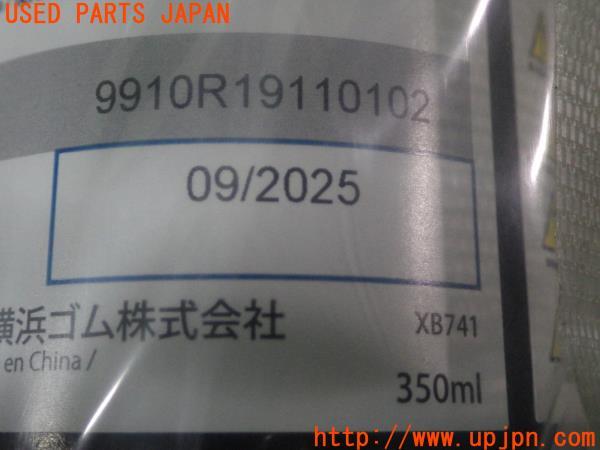 USED PARTS JAPAN
9910R19110102
09/2025
横浜ゴム株式会社
XB741
en China /
350ml
http://www.upjpn.com/